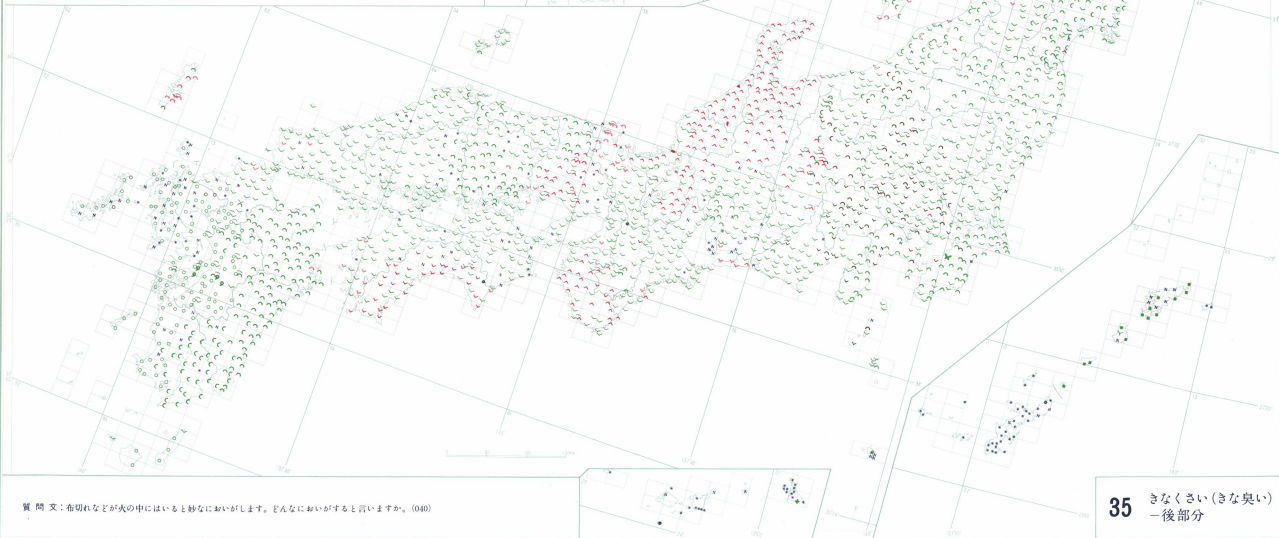 質問文：布切れなどが火の中にはいると妙なにおいがします。どんなにおいがすると言いますか。(040)
35
きなくさい（きな臭い）
－後部分